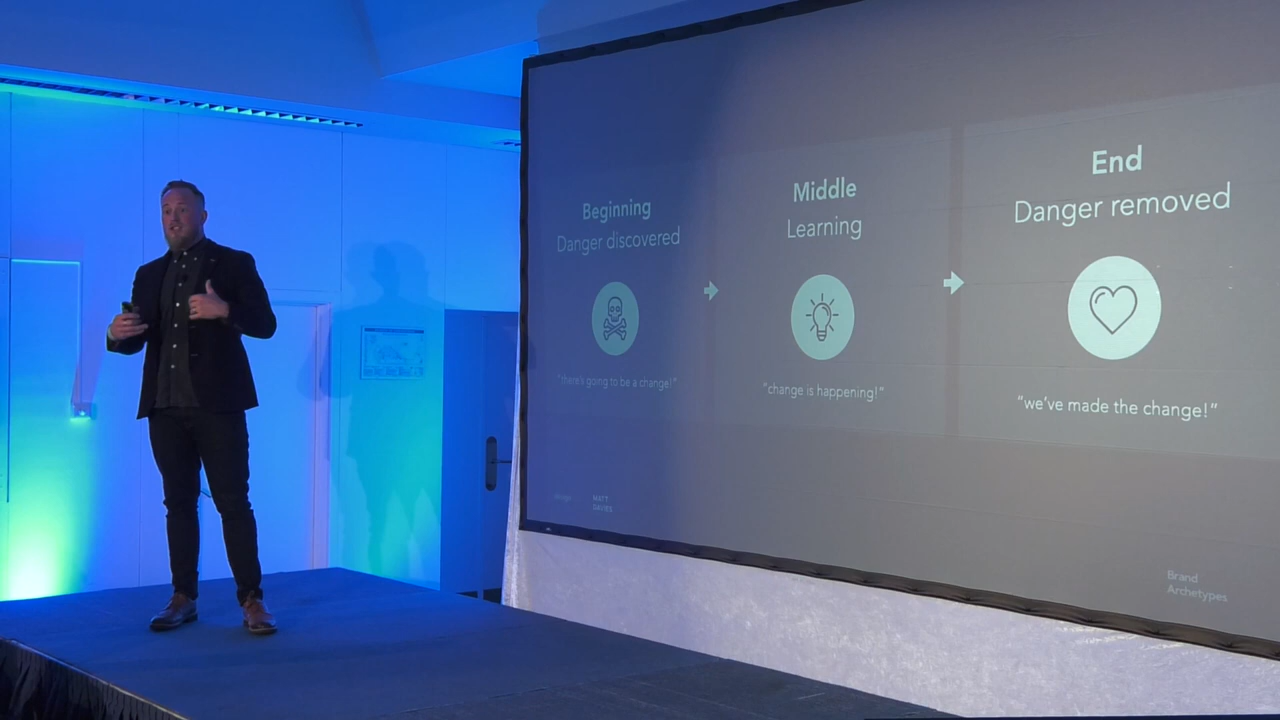 Beginning
Danger discovered
"there's going to be a change!"
Middle
Learning
"change is happening!"
End
Danger removed
"we've made the change!"
MATT
DAVIES
Brand
Archetypes